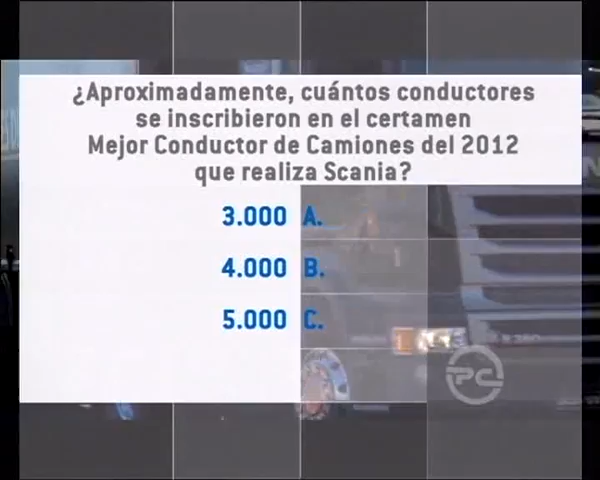 ¿Aproximadamente, cuántos conductores
se inscribieron en el certamen
Mejor Conductor de Camiones del 2012
que realiza Scania?
3.000 A.
4.000 B.
5.000 C.
PC